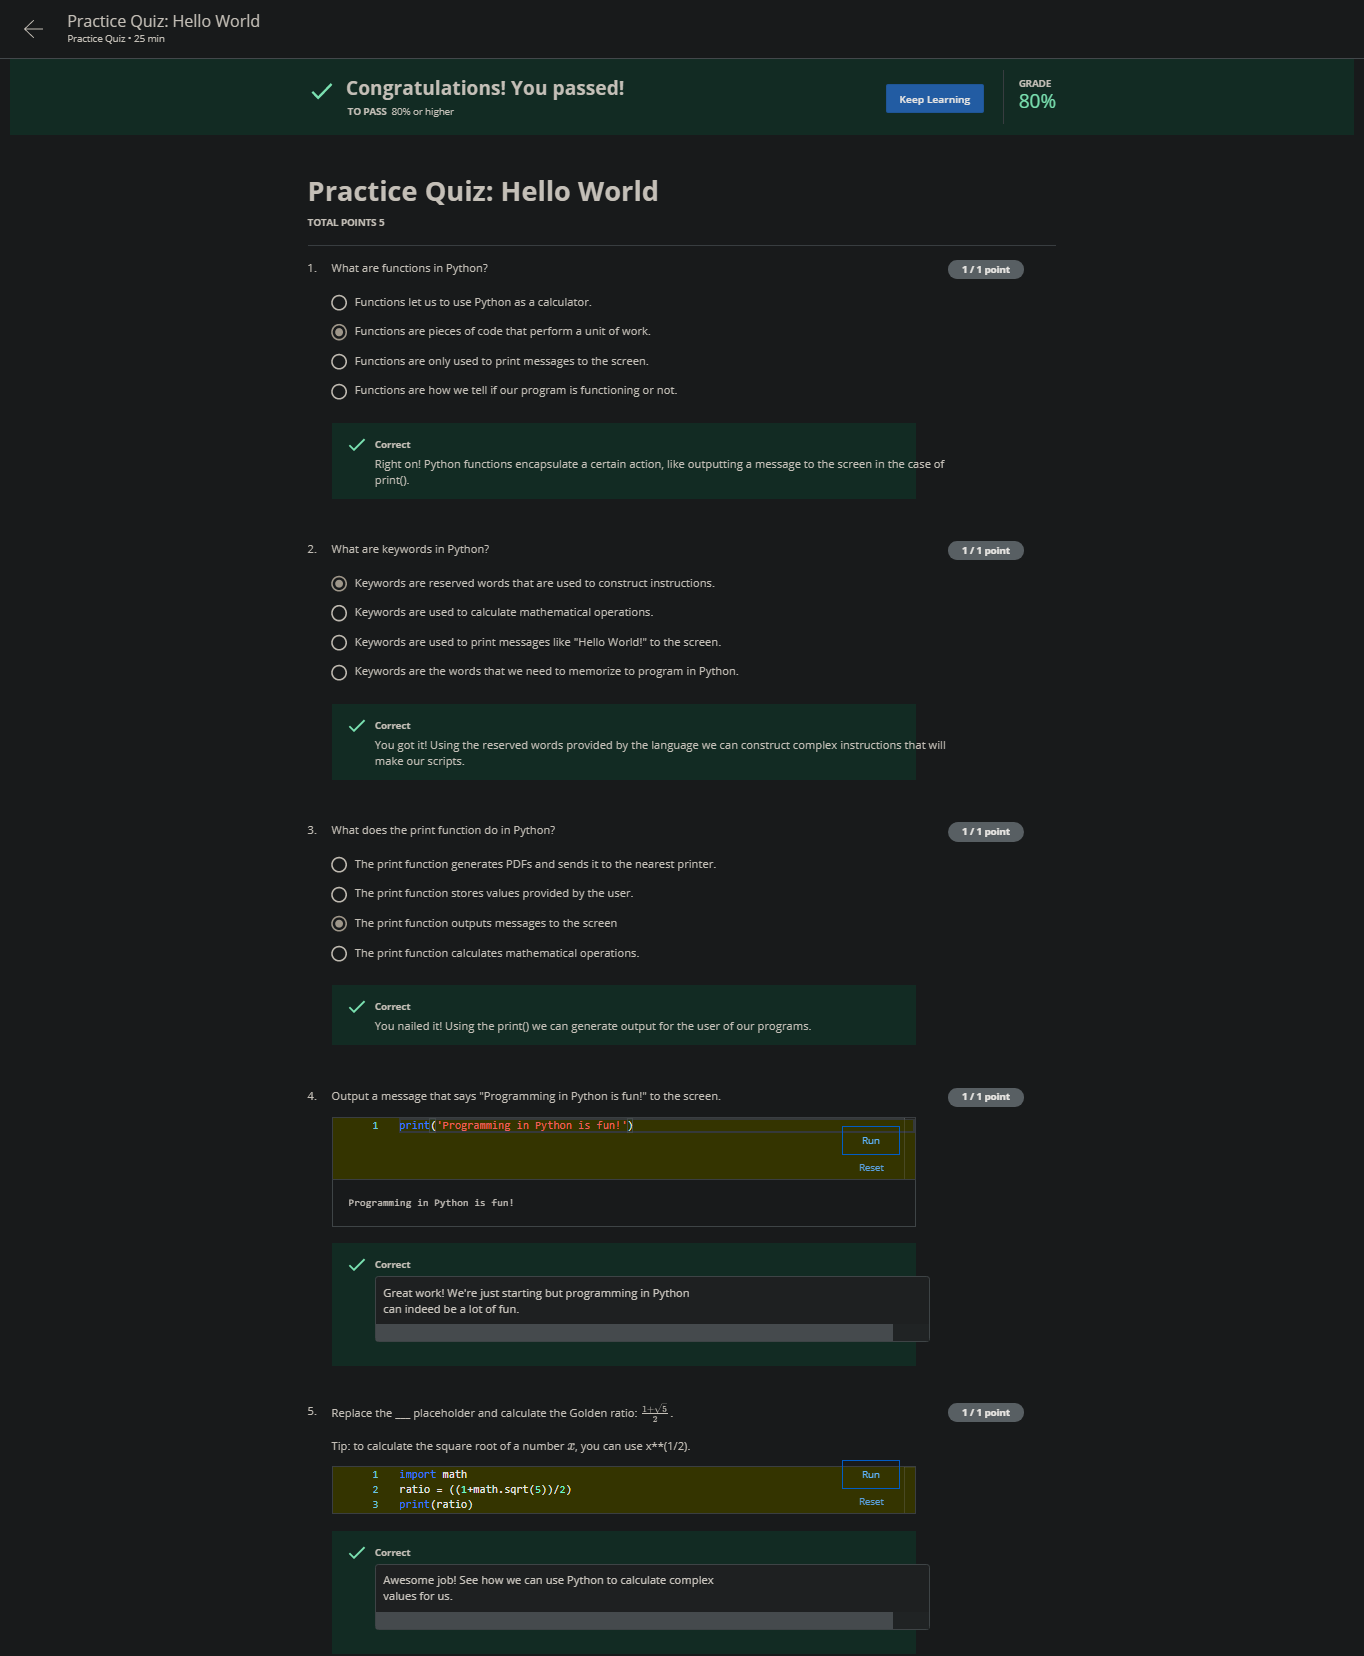 Practice Quiz: Hello World
Practice Quiz • 25 min
Congratulations! You passed!
TO PASS 80% or higher
Keep Learning
GRADE
80%
Practice Quiz: Hello World
TOTAL POINTS 5
1. What are functions in Python?
1 / 1 point
Functions let us to use Python as a calculator.
Functions are pieces of code that perform a unit of work.
Functions are only used to print messages to the screen.
Functions are how we tell if our program is functioning or not.
Correct
Right on! Python functions encapsulate a certain action, like outputting a message to the screen in the case of
print().
2. What are keywords in Python?
1 / 1 point
Keywords are reserved words that are used to construct instructions.
Keywords are used to calculate mathematical operations.
Keywords are used to print messages like "Hello World!" to the screen.
Keywords are the words that we need to memorize to program in Python.
Correct
You got it! Using the reserved words provided by the language we can construct complex instructions that will
make our scripts.
3. What does the print function do in Python?
1 / 1 point
The print function generates PDFs and sends it to the nearest printer.
The print function stores values provided by the user.
The print function outputs messages to the screen
The print function calculates mathematical operations.
Correct
You nailed it! Using the print() we can generate output for the user of our programs.
4. Output a message that says "Programming in Python is fun!" to the screen.
1 / 1 point
1 print('Programming in Python is fun!')
Run
Reset
Programming in Python is fun!
Correct
Great work! We're just starting but programming in Python
can indeed be a lot of fun.
5. Replace the ___ placeholder and calculate the Golden ratio: (1+√5)/2.
1 / 1 point
Tip: to calculate the square root of a number x, you can use x**(1/2).
1 import math
2 ratio = ((1+math.sqrt(5))/2)
3 print(ratio)
Run
Reset
Correct
Awesome job! See how we can use Python to calculate complex
values for us.